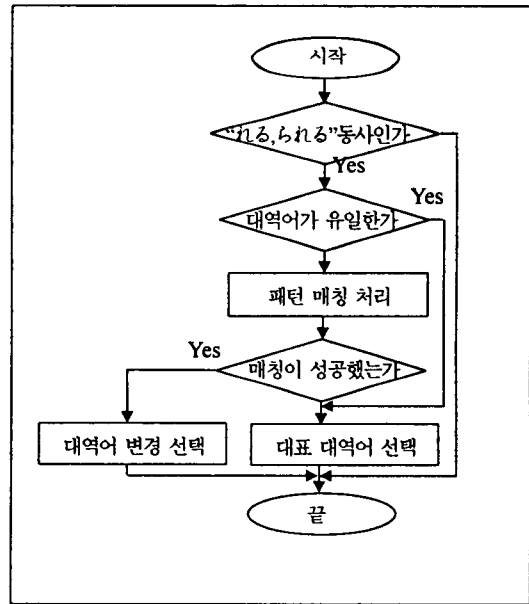 시작
“れる,られる”동사인가
Yes
Yes
대역어가 유일한가
패턴 매칭 처리
Yes
매칭이 성공했는가
대역어 변경 선택
대표 대역어 선택
끝